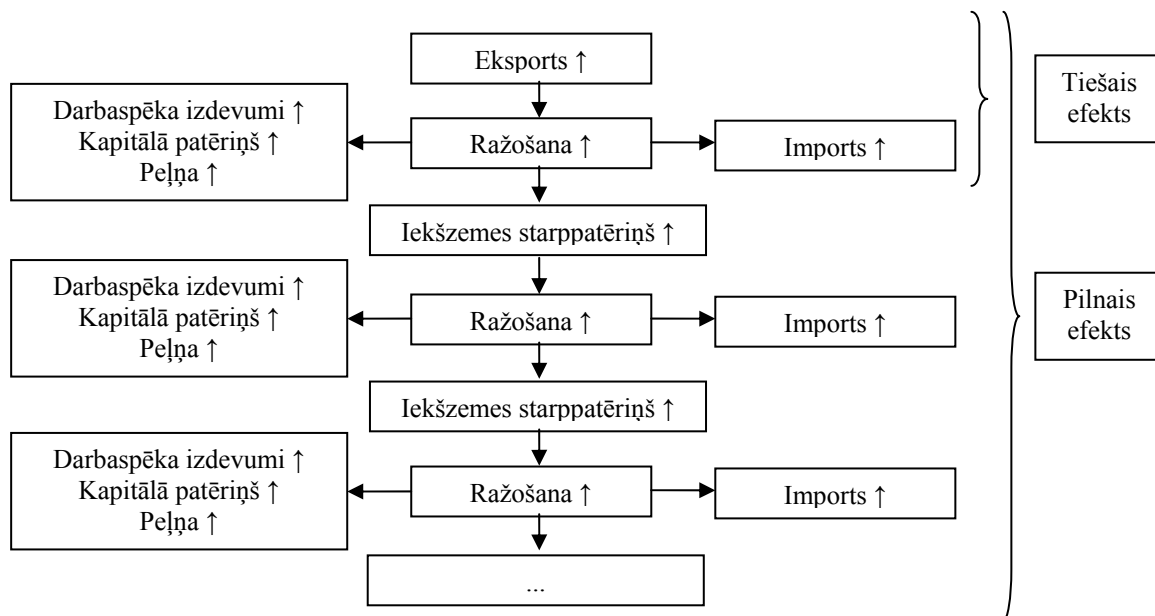 Eksports ↑
Tiešais
efekts
Darbaspēka izdevumi ↑
Kapitālā patēriņš ↑
Peļņa ↑
Ražošana ↑
Imports ↑
Iekšzemes starppatēriņš ↑
Darbaspēka izdevumi ↑
Kapitālā patēriņš ↑
Peļņa ↑
Ražošana ↑
Imports ↑
Pilnais
efekts
Iekšzemes starppatēriņš ↑
Darbaspēka izdevumi ↑
Kapitālā patēriņš ↑
Peļņa ↑
Ražošana ↑
Imports ↑
...